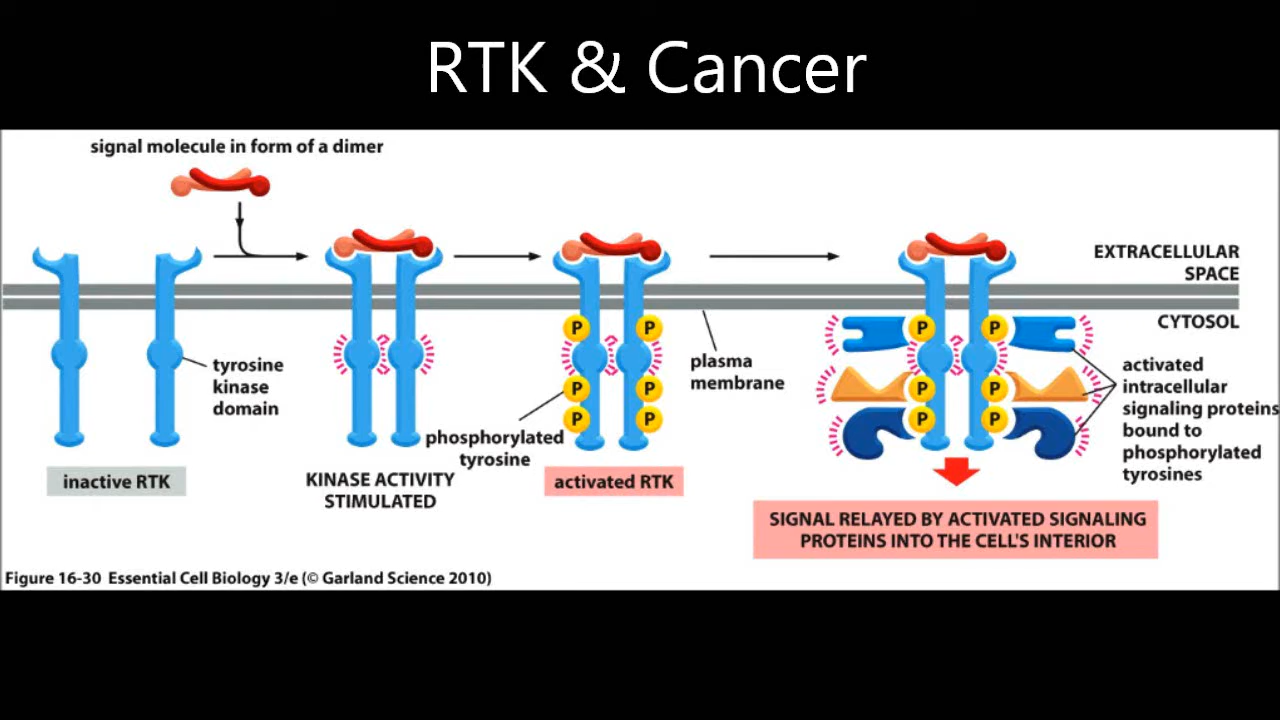 RTK & Cancer
signal molecule in form of a dimer
EXTRACELLULAR
SPACE
CYTOSOL
tyrosine
kinase
domain
plasma
membrane
activated
intracellular
signaling proteins
bound to
phosphorylated
tyrosines
P
P
P
P
P
P
P
P
P
P
P
P
phosphorylated
tyrosine
inactive RTK
KINASE ACTIVITY
STIMULATED
activated RTK
SIGNAL RELAYED BY ACTIVATED SIGNALING
PROTEINS INTO THE CELL'S INTERIOR
Figure 16-30 Essential Cell Biology 3/e (© Garland Science 2010)